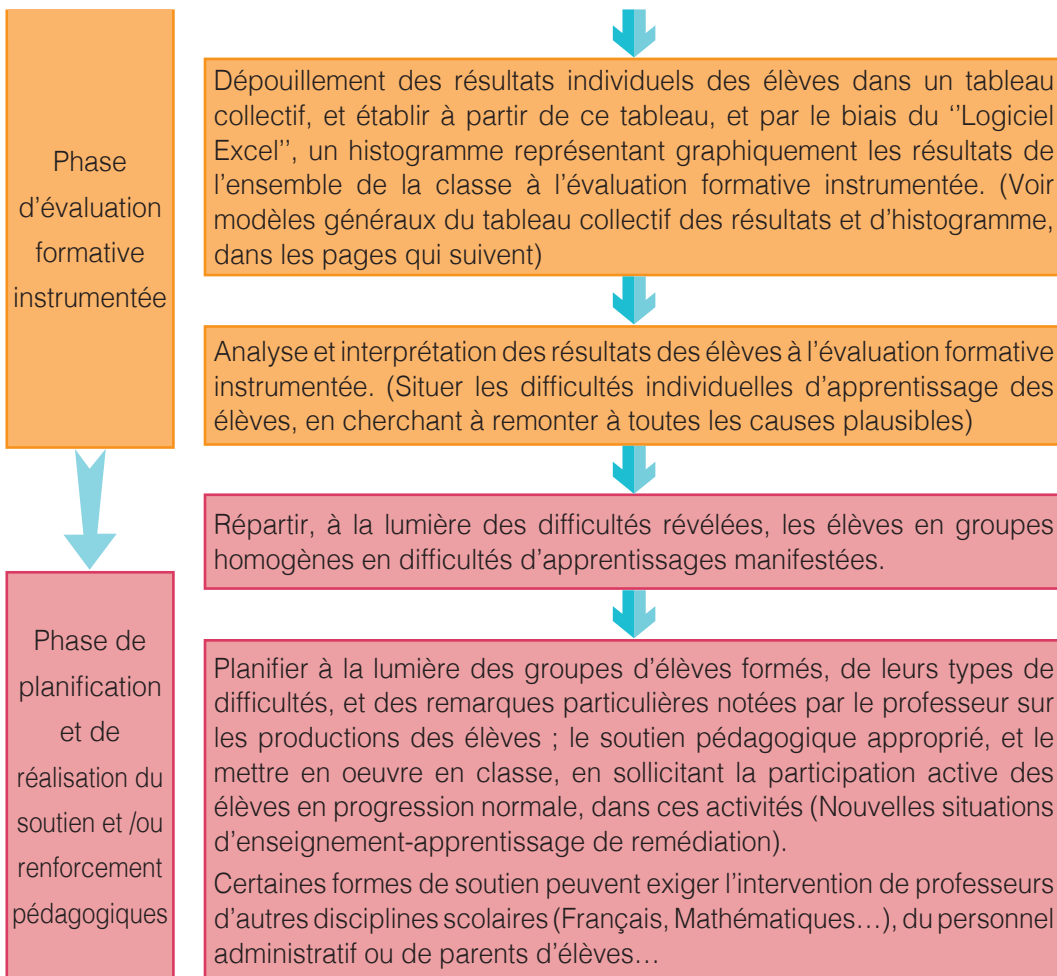 Phase
d'évaluation
formative
instrumentée
Dépouillement des résultats individuels des élèves dans un tableau
collectif, et établir à partir de ce tableau, et par le biais du ‘‘Logiciel
Excel’’, un histogramme représentant graphiquement les résultats de
l’ensemble de la classe à l’évaluation formative instrumentée. (Voir
modèles généraux du tableau collectif des résultats et d’histogramme,
dans les pages qui suivent)
Analyse et interprétation des résultats des élèves à l’évaluation formative
instrumentée. (Situer les difficultés individuelles d’apprentissage des
élèves, en cherchant à remonter à toutes les causes plausibles)
Phase de
planification
et de
réalisation du
soutien et /ou
renforcement
pédagogiques
Répartir, à la lumière des difficultés révélées, les élèves en groupes
homogènes en difficultés d’apprentissages manifestées.
Planifier à la lumière des groupes d’élèves formés, de leurs types de
difficultés, et des remarques particulières notées par le professeur sur
les productions des élèves ; le soutien pédagogique approprié, et le
mettre en oeuvre en classe, en sollicitant la participation active des
élèves en progression normale, dans ces activités (Nouvelles situations
d’enseignement-apprentissage de remédiation).
Certaines formes de soutien peuvent exiger l’intervention de professeurs
d’autres disciplines scolaires (Français, Mathématiques…), du personnel
administratif ou de parents d’élèves…